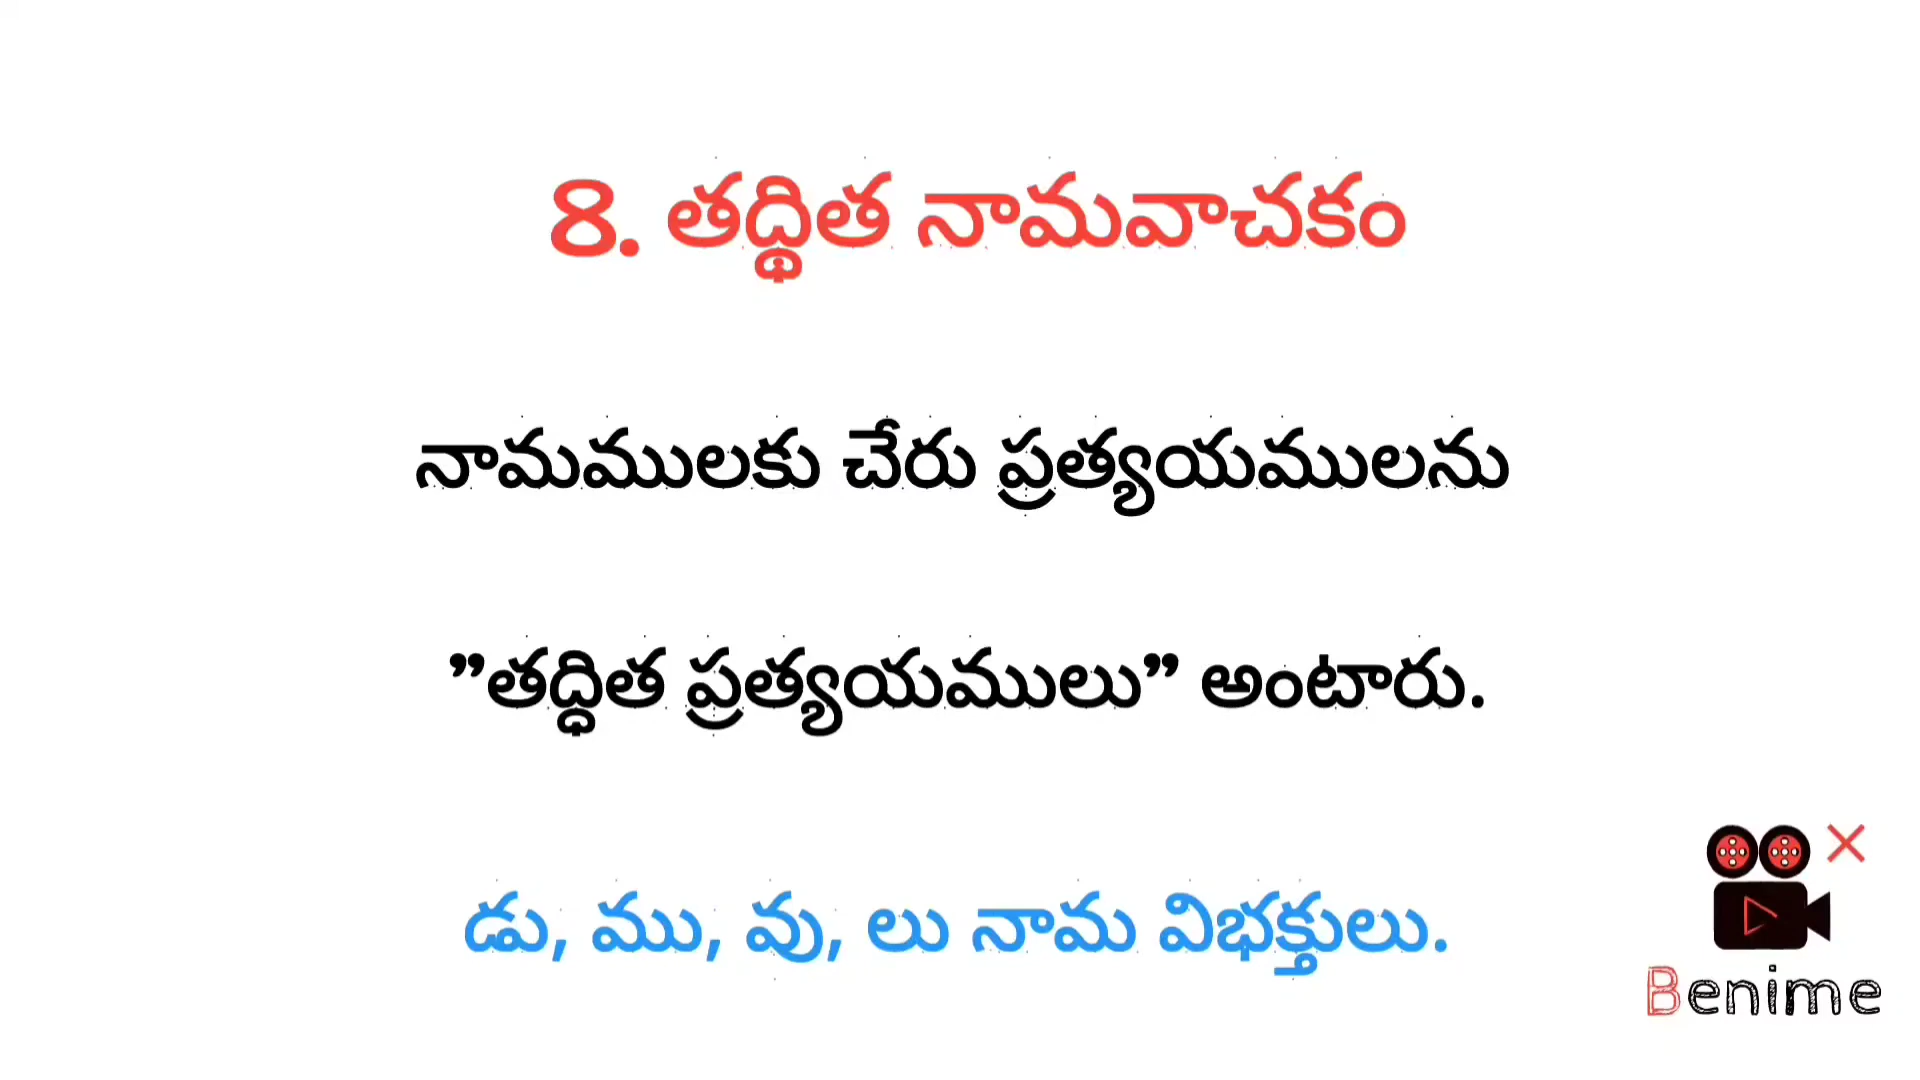 8. తద్ధిత నామవాచకం
నామములకు చేరు ప్రత్యయములను
”తద్ధిత ప్రత్యయములు” అంటారు.
డు, ము, వు, లు నామ విభక్తులు.
Benime